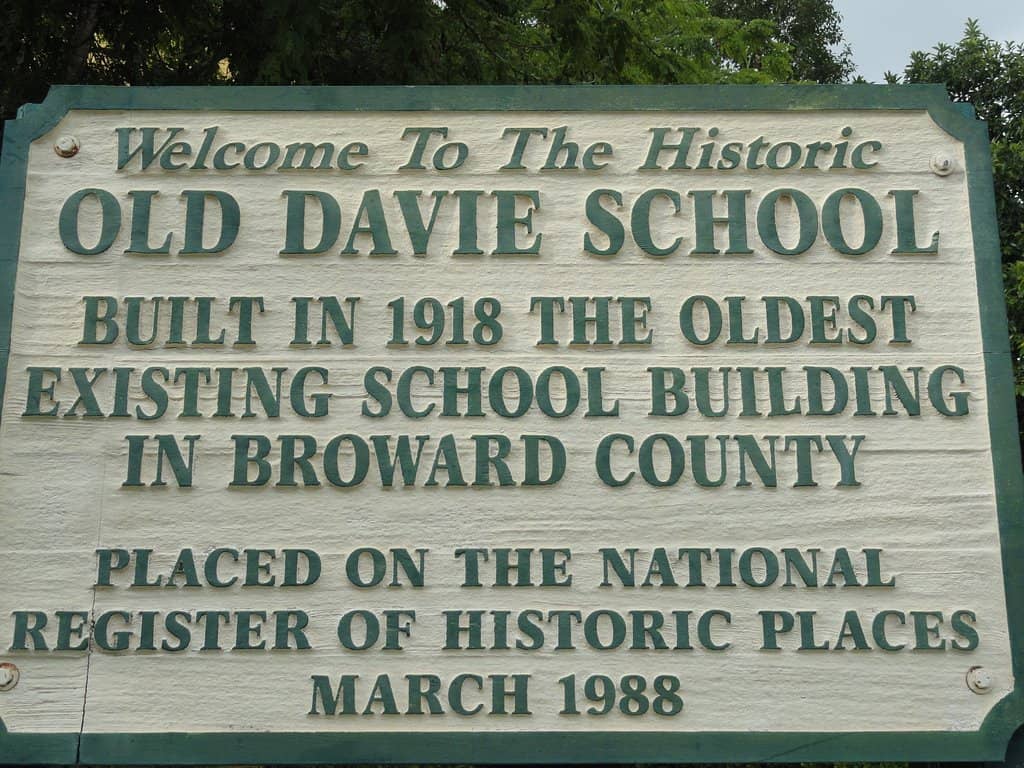 Welcome To The Historic
OLD DAVIE SCHOOL
BUILT IN 1918 THE OLDEST
EXISTING SCHOOL BUILDING
IN BROWARD COUNTY
PLACED ON THE NATIONAL
REGISTER OF HISTORIC PLACES
MARCH 1988